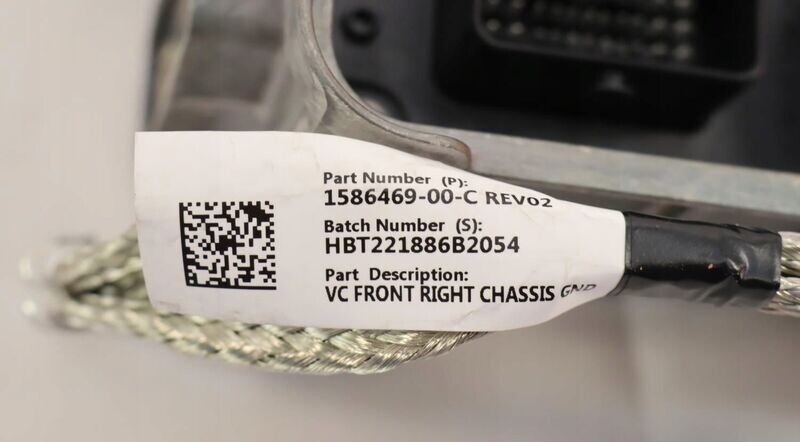 Part Number (P):
1586469-00-C REV02
Batch Number (S):
HBT221886B2054
Part Description:
VC FRONT RIGHT CHASSIS GND